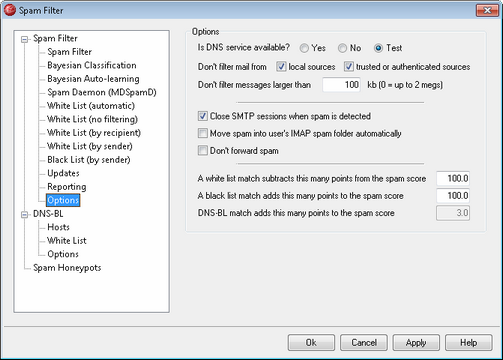 Spam Filter
Spam Filter
Spam Filter
Bayesian Classification
Bayesian Auto-learning
Spam Daemon (MDSpamD)
White List (automatic)
White List (no filtering)
White List (by recipient)
White List (by sender)
Black List (by sender)
Updates
Reporting
Options
DNS-BL
Hosts
White List
Options
Spam Honeypots
Options
Is DNS service available? Yes No Test
Don't filter mail from local sources trusted or authenticated sources
Don't filter messages larger than 100 kb (0 = up to 2 megs)
Close SMTP sessions when spam is detected
Move spam into user's IMAP spam folder automatically
Don't forward spam
A white list match subtracts this many points from the spam score 100.0
A black list match adds this many points to the spam score 100.0
DNS-BL match adds this many points to the spam score 3.0
Ok Cancel Apply Help